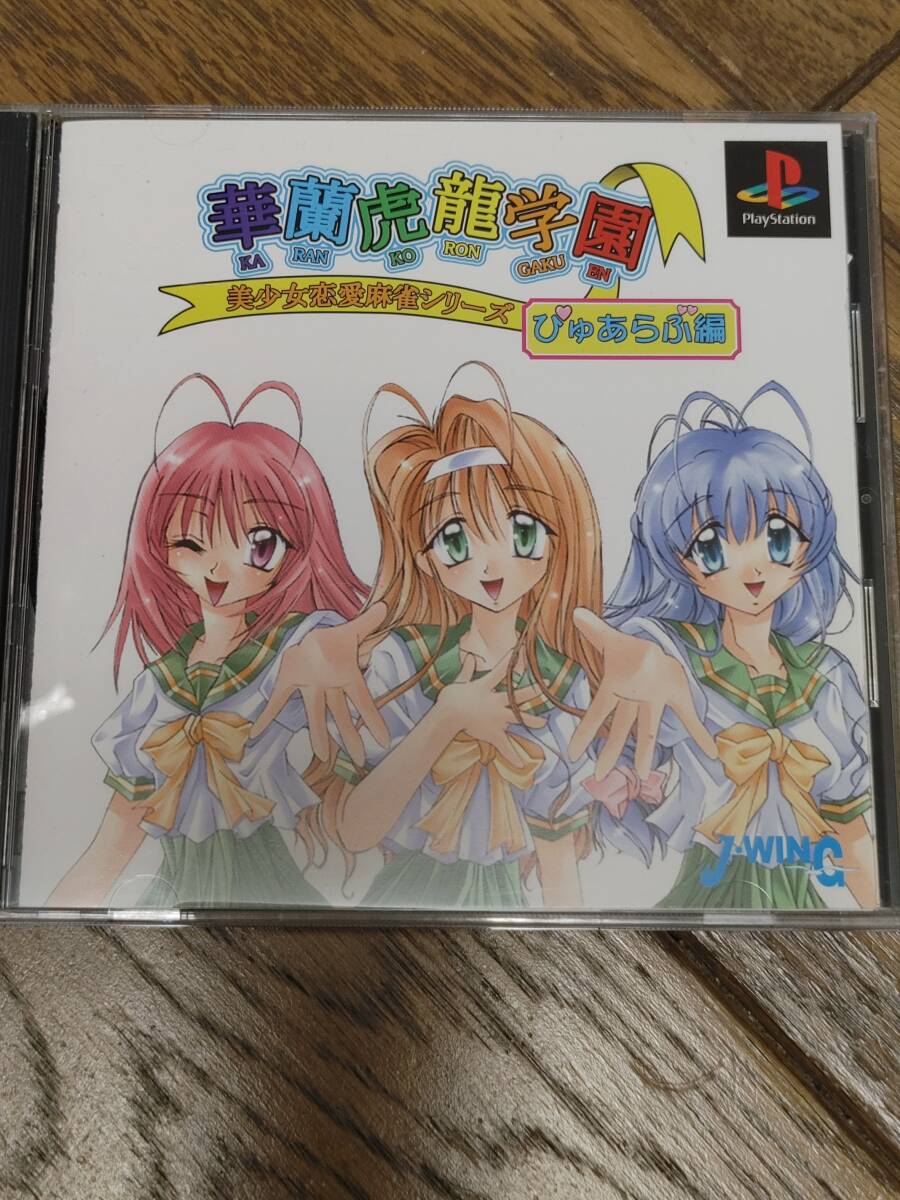 華蘭虎龍学園
KA RAN KO RON GAKU EN
美少女恋愛麻雀シリーズ
ぴゅあらぶ編
PlayStation
J-WING